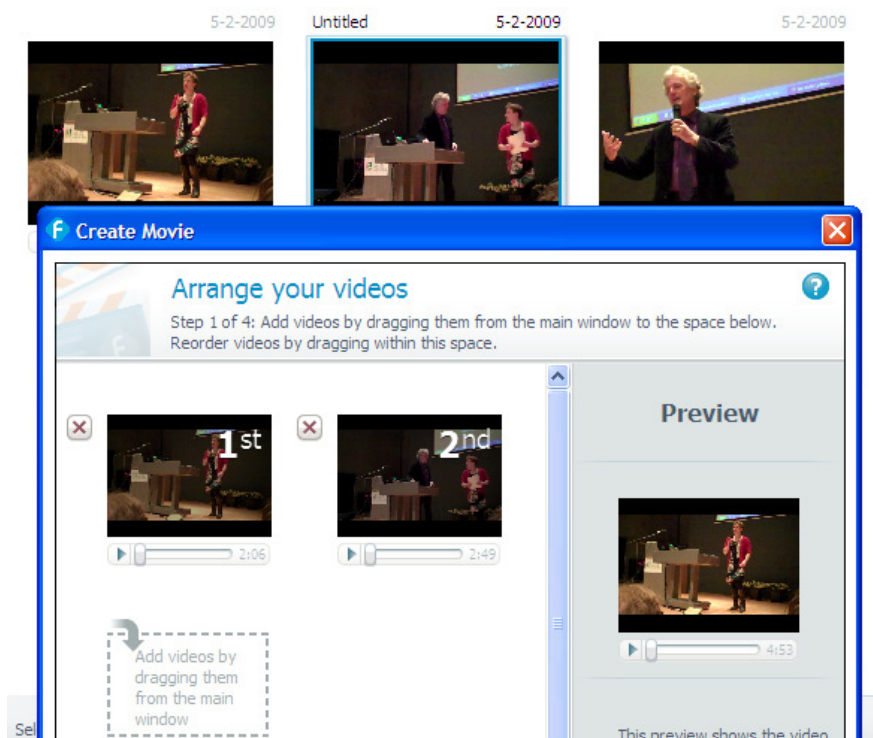 5-2-2009
Untitled 5-2-2009
5-2-2009
Create Movie
Arrange your videos
Step 1 of 4: Add videos by dragging them from the main window to the space below.
Reorder videos by dragging within this space.
Preview
1st
2nd
2:06
2:49
4:53
Add videos by
dragging them
from the main
window
Sel
This preview shows the video